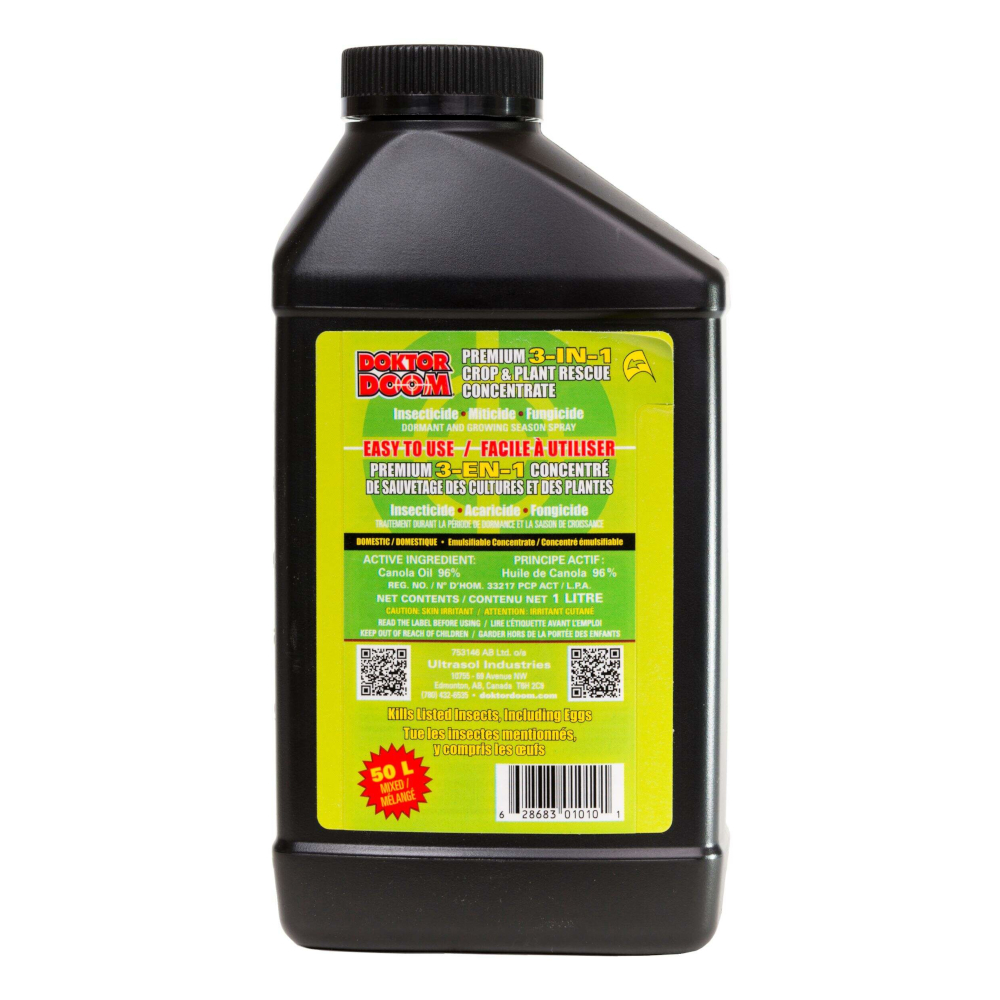 DOKTOR
DOOM
PREMIUM 3-IN-1
CROP & PLANT RESCUE
CONCENTRATE
Insecticide • Miticide • Fungicide
DORMANT AND GROWING SEASON SPRAY
EASY TO USE / FACILE À UTILISER
PREMIUM 3-EN-1 CONCENTRÉ
DE SAUVETAGE DES CULTURES ET DES PLANTES
Insecticide • Acaricide • Fongicide
TRAITEMENT DURANT LA PÉRIODE DE DORMANCE ET LA SAISON DE CROISSANCE
DOMESTIC / DOMESTIQUE • Emulsifiable Concentrate / Concentré émulsifiable
ACTIVE INGREDIENT: PRINCIPE ACTIF:
Canola Oil 96% Huile de Canola 96%
REG. NO. / N° D'HOM. 33217 PCP ACT / L.P.A.
NET CONTENTS / CONTENU NET 1 LITRE
CAUTION: SKIN IRRITANT / ATTENTION: IRRITANT CUTANÉ
READ THE LABEL BEFORE USING / LIRE L'ÉTIQUETTE AVANT L'EMPLOI
KEEP OUT OF REACH OF CHILDREN / GARDER HORS DE LA PORTÉE DES ENFANTS
753146 AB Ltd. o/a
Ultrasol Industries
Avenue NW
Edmonton, AB, Canada
• doktordoom.com
Kills Listed Insects, Including Eggs
Tue les insectes mentionnés,
y compris les œufs
50 L
MIXED /
MÉLANGÉ
6 28683 01010 1